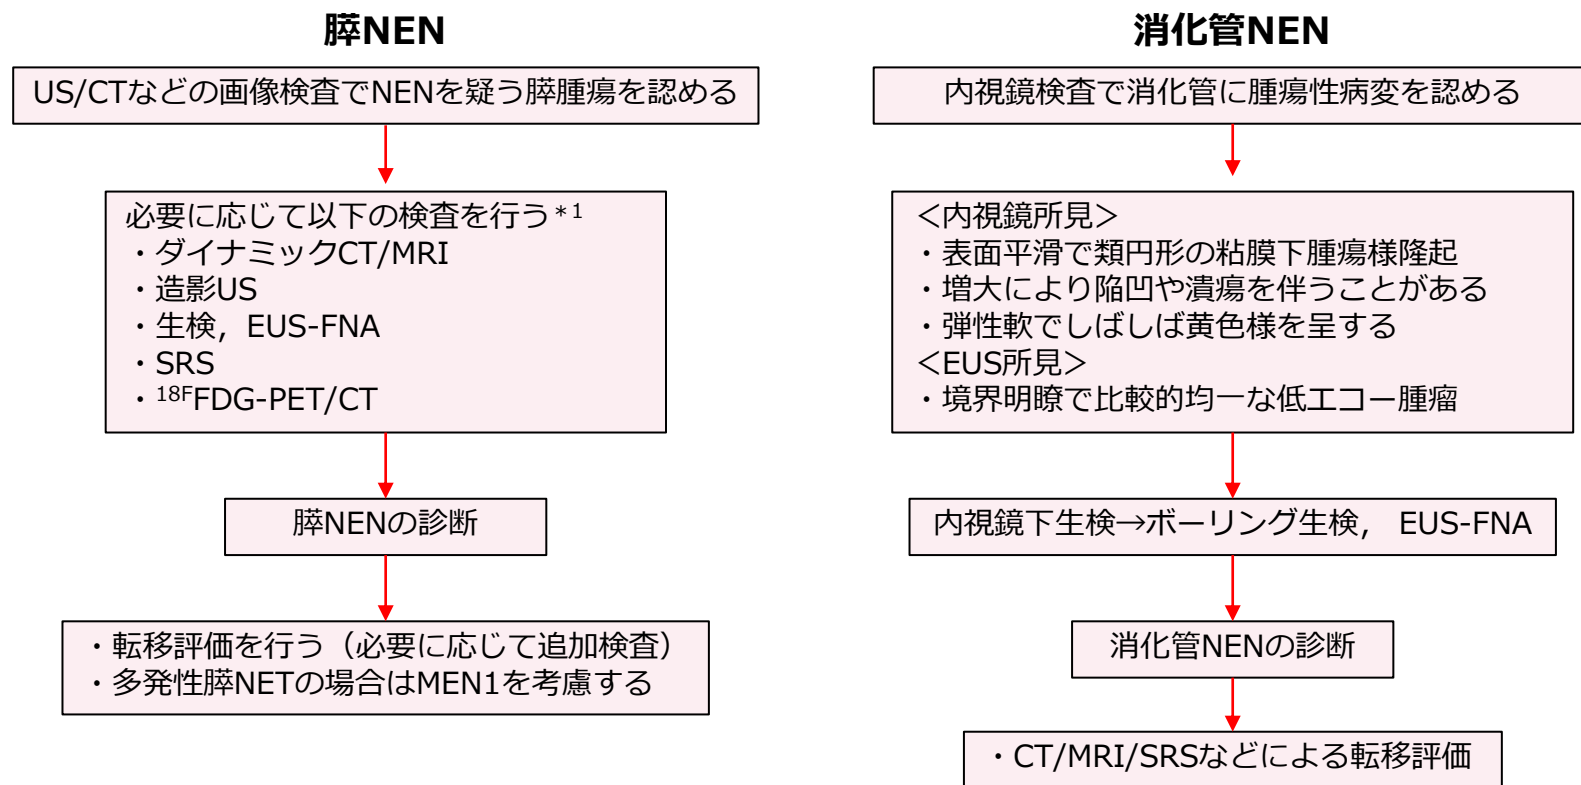 膵NEN
US/CTなどの画像検査でNENを疑う膵腫瘍を認める
必要に応じて以下の検査を行う*1
・ダイナミックCT/MRI
・造影US
・生検，EUS-FNA
・SRS
・18FFDG-PET/CT
膵NENの診断
・転移評価を行う（必要に応じて追加検査）
・多発性膵NETの場合はMEN1を考慮する
消化管NEN
内視鏡検査で消化管に腫瘍性病変を認める
＜内視鏡所見＞
・表面平滑で類円形の粘膜下腫瘍様隆起
・増大により陥凹や潰瘍を伴うことがある
・弾性軟でしばしば黄色様を呈する
＜EUS所見＞
・境界明瞭で比較的均一な低エコー腫瘤
内視鏡下生検→ボーリング生検， EUS-FNA
消化管NENの診断
・CT/MRI/SRSなどによる転移評価